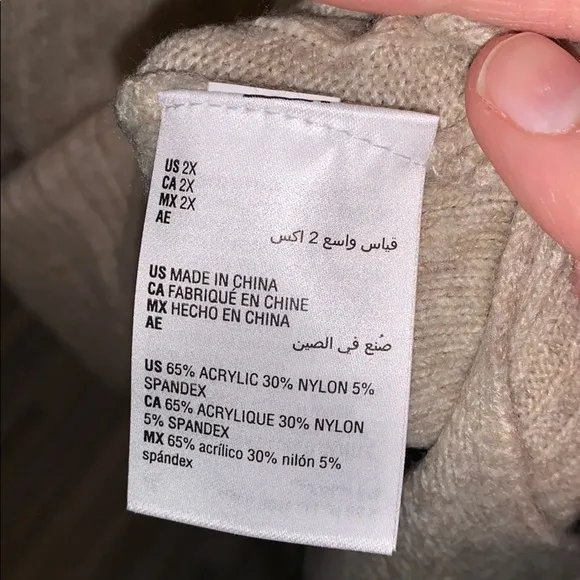 US 2X
CA 2X
MX 2X
AE
قياس واسع 2 اكس
US MADE IN CHINA
CA FABRIQUÉ EN CHINE
MX HECHO EN CHINA
AE
صُنع في الصين
US 65% ACRYLIC 30% NYLON 5%
SPANDEX
CA 65% ACRYLIQUE 30% NYLON
5% SPANDEX
MX 65% acrílico 30% nilón 5%
spándex